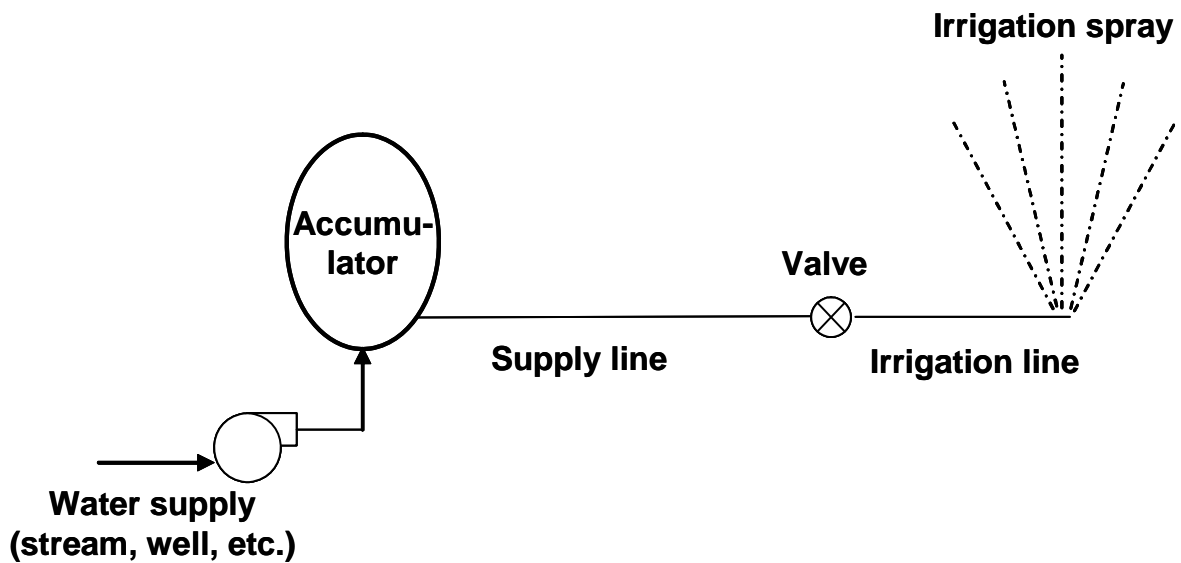 Irrigation spray
Accumu-
lator
Valve
Supply line
Irrigation line
Water supply
(stream, well, etc.)